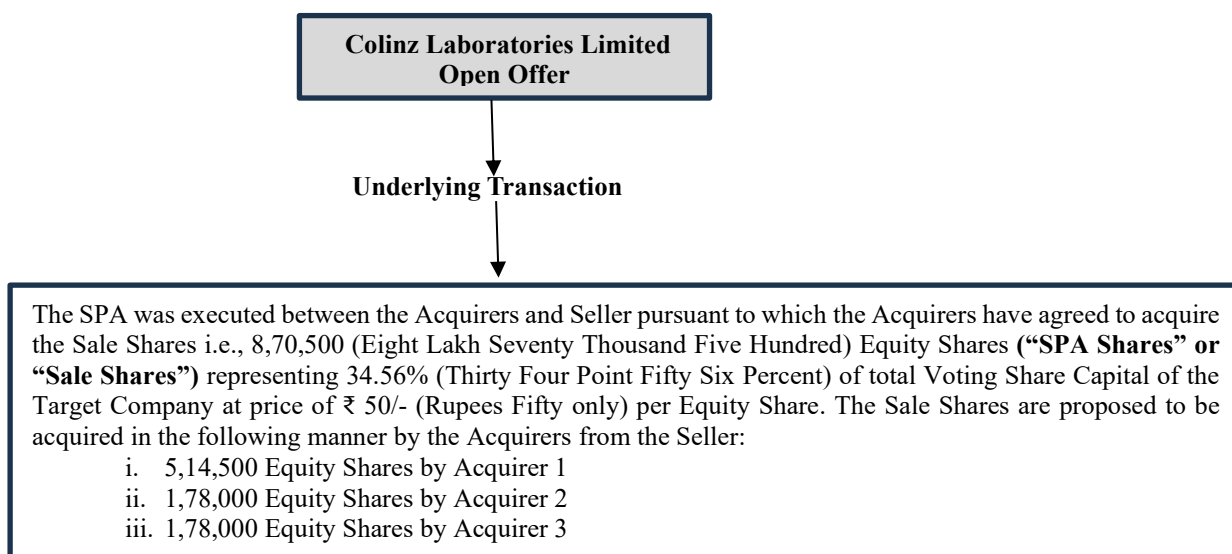 Colinz Laboratories Limited
Open Offer
Underlying Transaction
The SPA was executed between the Acquirers and Seller pursuant to which the Acquirers have agreed to acquire
the Sale Shares i.e., 8,70,500 (Eight Lakh Seventy Thousand Five Hundred) Equity Shares (“SPA Shares” or
“Sale Shares”) representing 34.56% (Thirty Four Point Fifty Six Percent) of total Voting Share Capital of the
Target Company at price of ₹ 50/- (Rupees Fifty only) per Equity Share. The Sale Shares are proposed to be
acquired in the following manner by the Acquirers from the Seller:
i. 5,14,500 Equity Shares by Acquirer 1
ii. 1,78,000 Equity Shares by Acquirer 2
iii. 1,78,000 Equity Shares by Acquirer 3